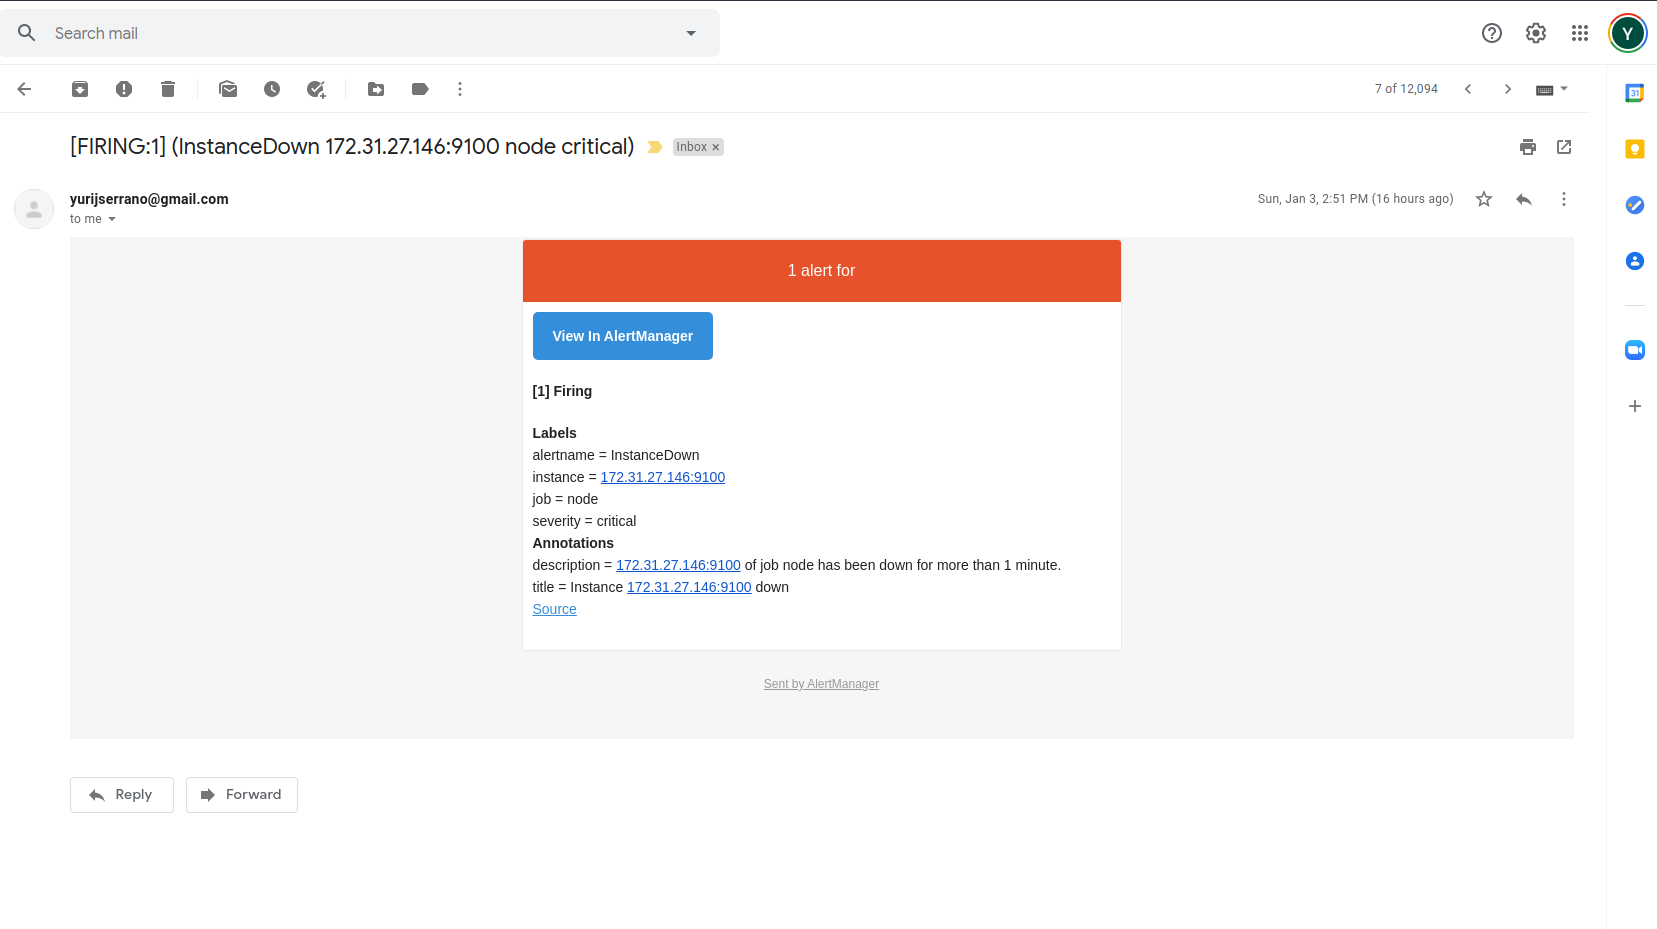 Search mail
Y
7 of 12,094
31
[FIRING:1] (InstanceDown 172.31.27.146:9100 node critical)
Inbox ×
yurijserrano@gmail.com
Sun, Jan 3, 2:51 PM (16 hours ago)
to me
1 alert for
View In AlertManager
[1] Firing
Labels
alertname = InstanceDown
instance = 172.31.27.146:9100
job = node
severity = critical
Annotations
description = 172.31.27.146:9100 of job node has been down for more than 1 minute.
title = Instance 172.31.27.146:9100 down
Source
Sent by AlertManager
Reply
Forward